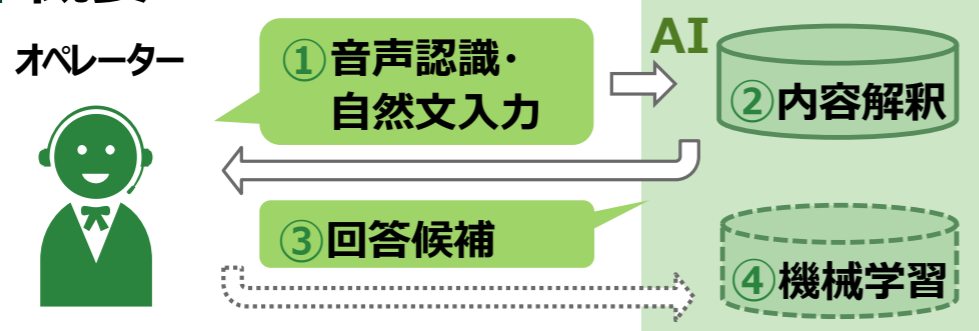 オペレーター
①音声認識・
自然文入力
AI
②内容解釈
③回答候補
④機械学習